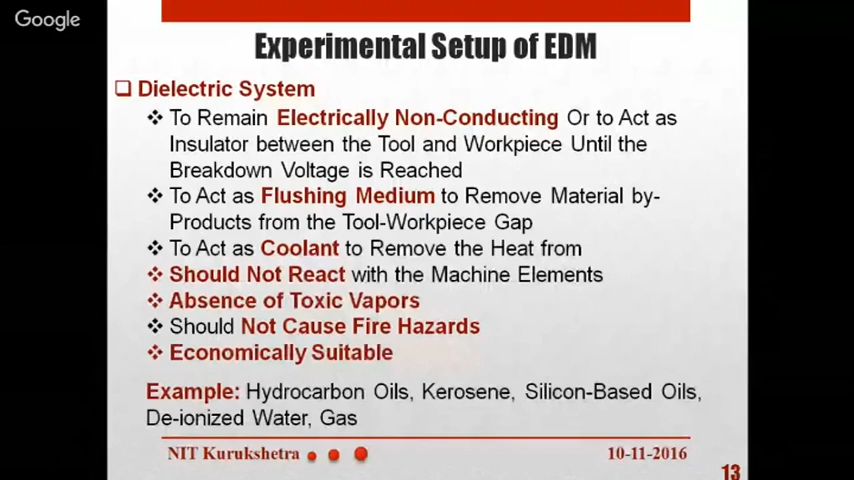 Google
Experimental Setup of EDM
Dielectric System
To Remain Electrically Non-Conducting Or to Act as
Insulator between the Tool and Workpiece Until the
Breakdown Voltage is Reached
To Act as Flushing Medium to Remove Material by-
Products from the Tool-Workpiece Gap
To Act as Coolant to Remove the Heat from
Should Not React with the Machine Elements
Absence of Toxic Vapors
Should Not Cause Fire Hazards
Economically Suitable
Example: Hydrocarbon Oils, Kerosene, Silicon-Based Oils,
De-ionized Water, Gas
NIT Kurukshetra 10-11-2016
13